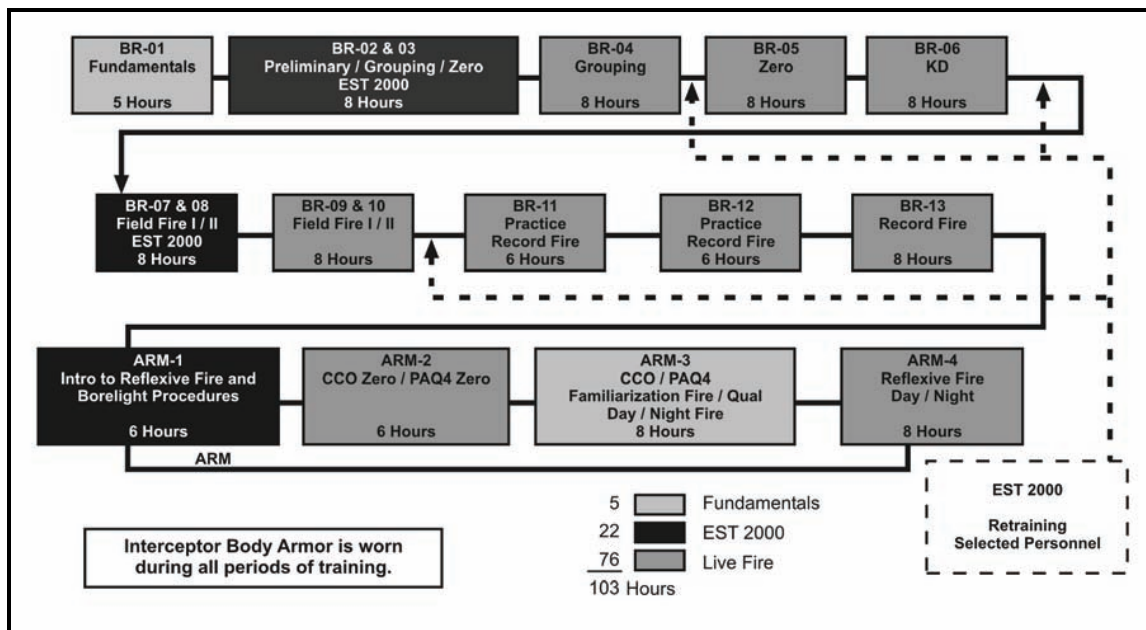 BR-01
Fundamentals
5 Hours
BR-02 & 03
Preliminary / Grouping / Zero
EST 2000
8 Hours
BR-04
Grouping
8 Hours
BR-05
Zero
8 Hours
BR-06
KD
8 Hours
BR-07 & 08
Field Fire I / II
EST 2000
8 Hours
BR-09 & 10
Field Fire I / II
8 Hours
BR-11
Practice
Record Fire
6 Hours
BR-12
Practice
Record Fire
6 Hours
BR-13
Record Fire
8 Hours
ARM-1
Intro to Reflexive Fire and
Borelight Procedures
6 Hours
ARM-2
CCO Zero / PAQ4 Zero
6 Hours
ARM-3
CCO / PAQ4
Familiarization Fire / Qual
Day / Night Fire
8 Hours
ARM-4
Reflexive Fire
Day / Night
8 Hours
ARM
EST 2000
Retraining
Selected Personnel
5 Fundamentals
22 EST 2000
76 Live Fire
103 Hours
Interceptor Body Armor is worn
during all periods of training.